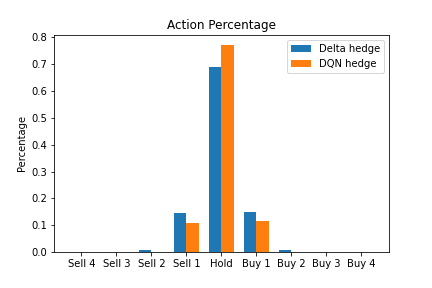 Action Percentage
Delta hedge
DQN hedge
Percentage
0.8
0.7
0.6
0.5
0.4
0.3
0.2
0.1
0.0
Sell 4 Sell 3 Sell 2 Sell 1 Hold Buy 1 Buy 2 Buy 3 Buy 4